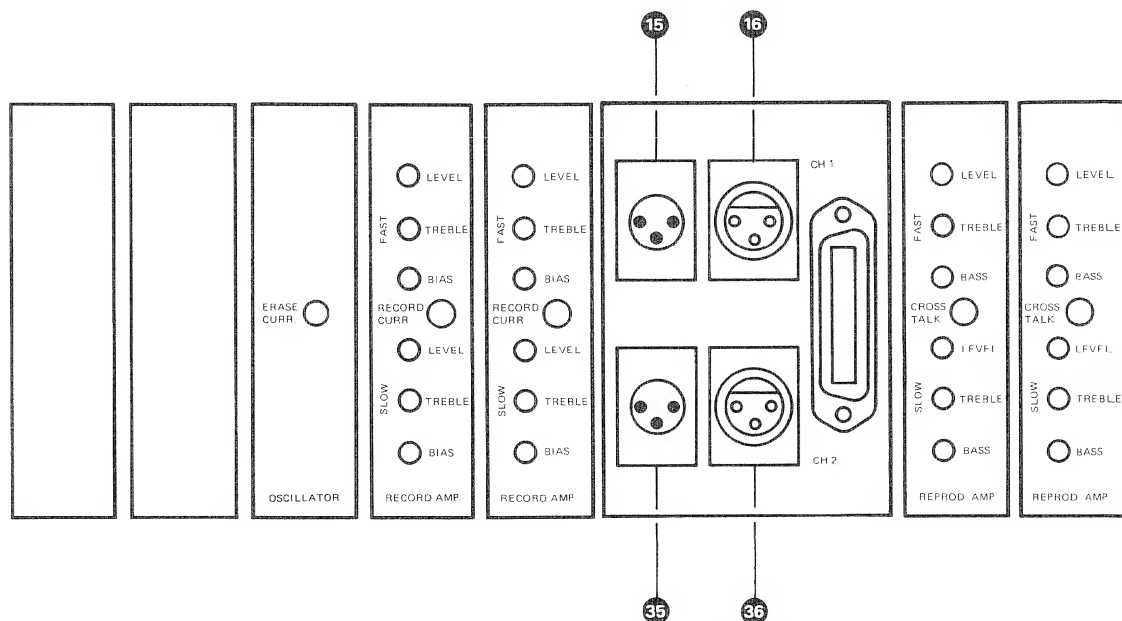 15
16
ERASE
CURR
OSCILLATOR
LEVEL
FAST
TREBLE
BIAS
RECORD
CURR
LEVEL
SLOW
TREBLE
BIAS
RECORD AMP
LEVEL
FAST
TREBLE
BIAS
RECORD
CURR
LEVEL
SLOW
TREBLE
BIAS
RECORD AMP
CH 1
CH 2
LEVEL
FAST
TREBLE
BASS
CROSS
TALK
LEVEL
SLOW
TREBLE
BASS
REPROD AMP
LEVEL
FAST
TREBLE
BASS
CROSS
TALK
LEVEL
SLOW
TREBLE
BASS
REPROD AMP
35
36